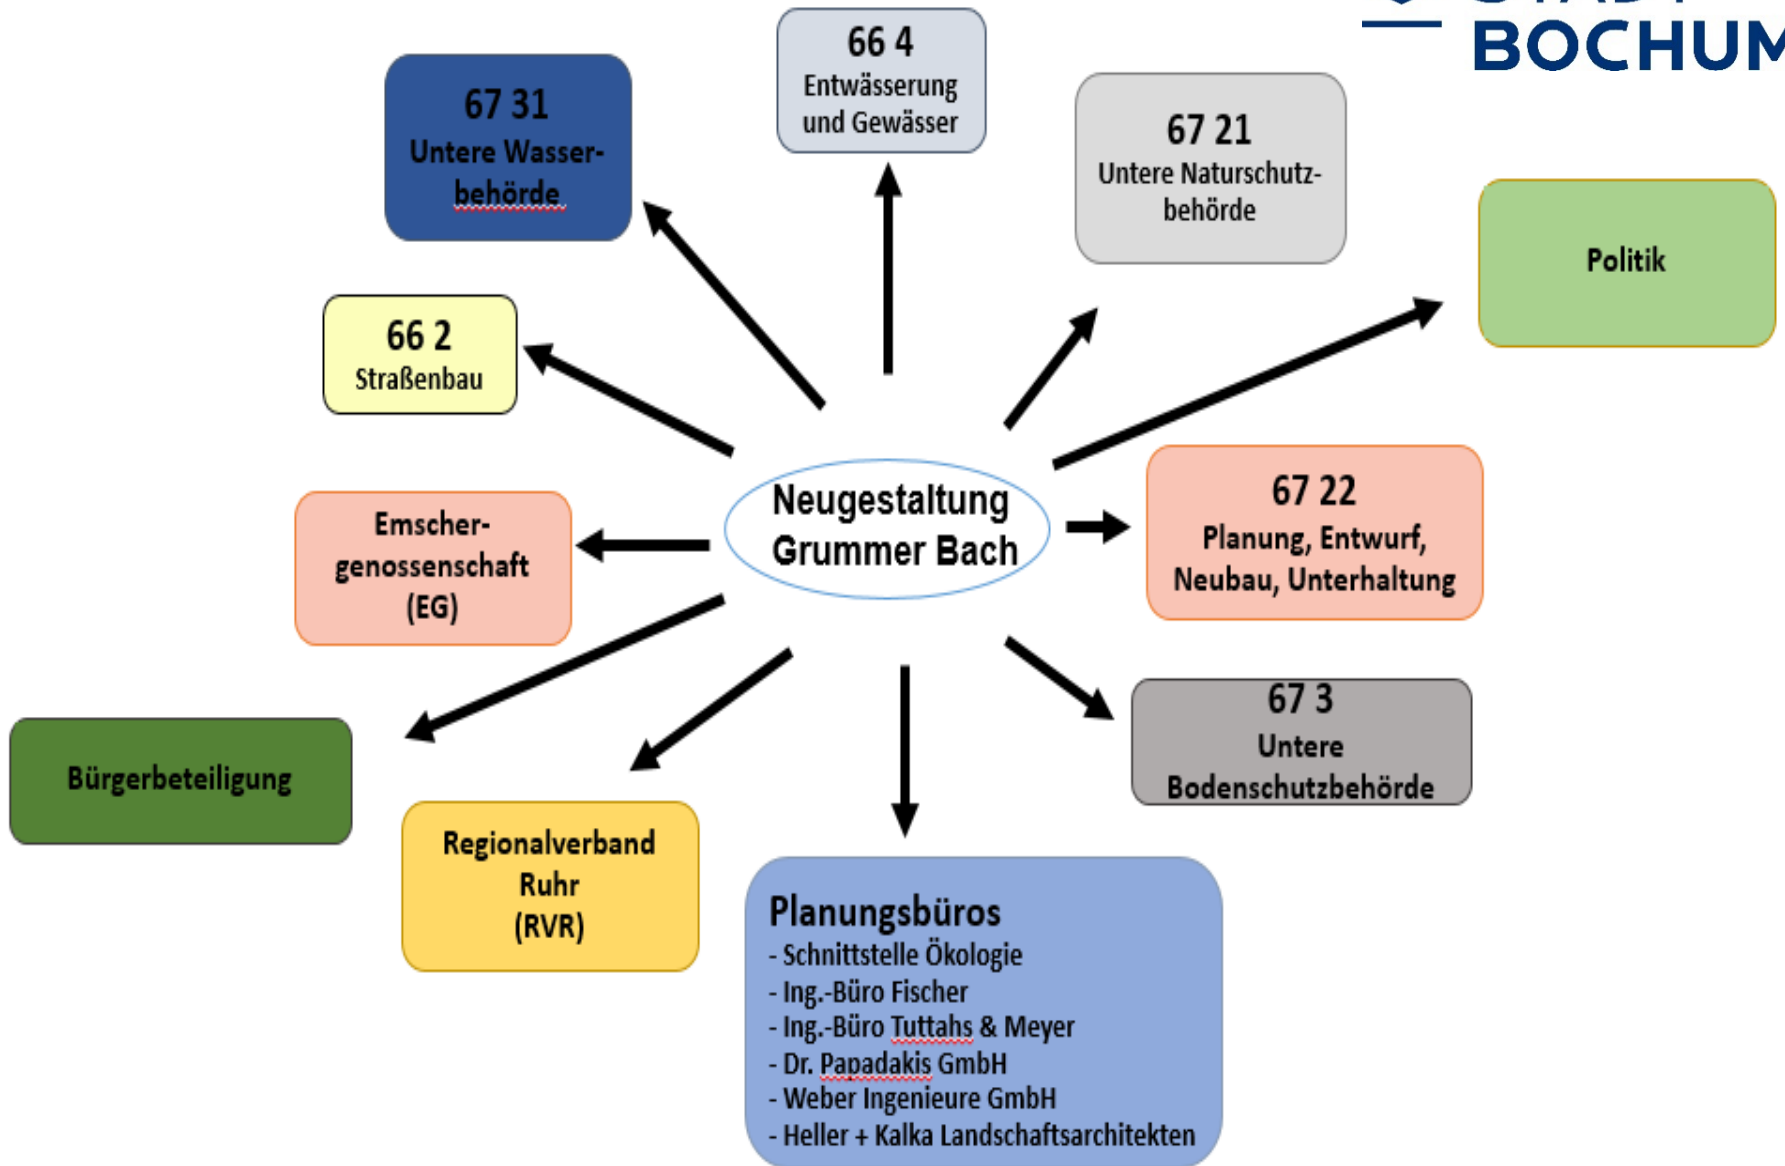 STADT
BOCHUM
66 4
Entwässerung
und Gewässer
67 31
Untere Wasser-
behörde
67 21
Untere Naturschutz-
behörde
Politik
66 2
Straßenbau
Neugestaltung
Grummer Bach
67 22
Planung, Entwurf,
Neubau, Unterhaltung
Emscher-
genossenschaft
(EG)
67 3
Untere
Bodenschutzbehörde
Bürgerbeteiligung
Regionalverband
Ruhr
(RVR)
Planungsbüros
- Schnittstelle Ökologie
- Ing.-Büro Fischer
- Ing.-Büro Tuttahs & Meyer
- Dr. Papadakis GmbH
- Weber Ingenieure GmbH
- Heller + Kalka Landschaftsarchitekten